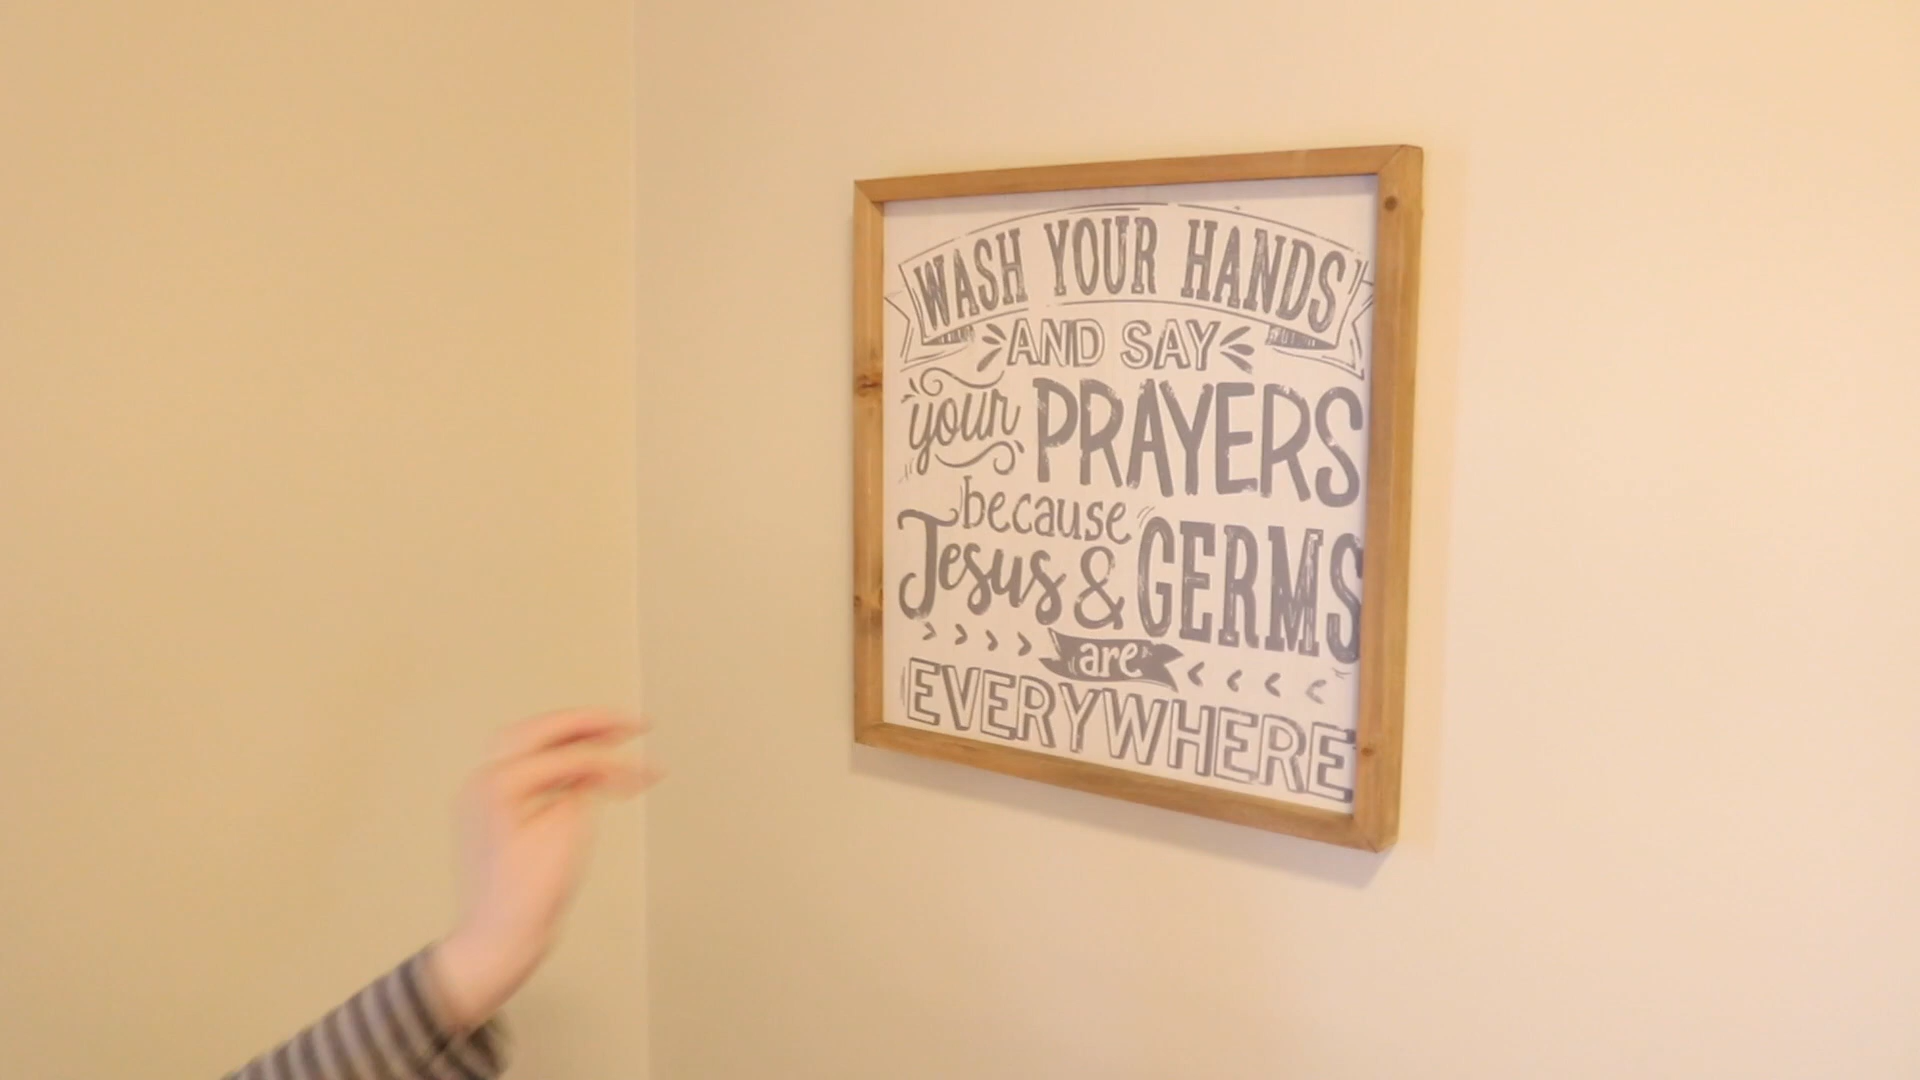 WASH YOUR HANDS
AND SAY
your PRAYERS
because
Jesus & GERMS
are
EVERYWHERE